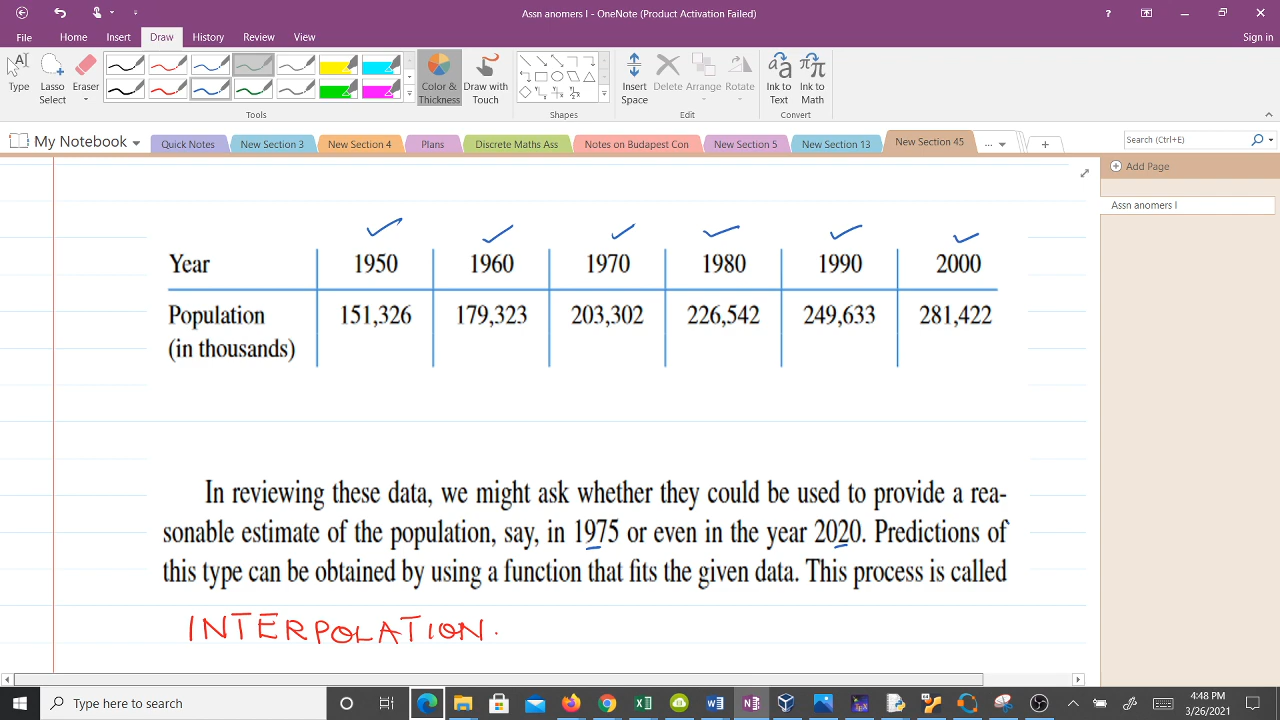 Assn anomers I - OneNote (Product Activation Failed)
?
File Home Insert Draw History Review View Sign in
Type Lasso Select Eraser Color & Thickness Draw with Touch Insert Space Delete Arrange Rotate Ink to Text Ink to Math
Tools Shapes Edit Convert
My Notebook Quick Notes New Section 3 New Section 4 Plans Discrete Maths Ass Notes on Budapest Con New Section 5 New Section 13 New Section 45 ... Search (Ctrl+E)
Add Page
Assn anomers I
Year 1950 1960 1970 1980 1990 2000
Population 151,326 179,323 203,302 226,542 249,633 281,422
(in thousands)
In reviewing these data, we might ask whether they could be used to provide a rea-
sonable estimate of the population, say, in 1975 or even in the year 2020. Predictions of
this type can be obtained by using a function that fits the given data. This process is called
INTERPOLATION.
Type here to search
4:48 PM
3/26/2021